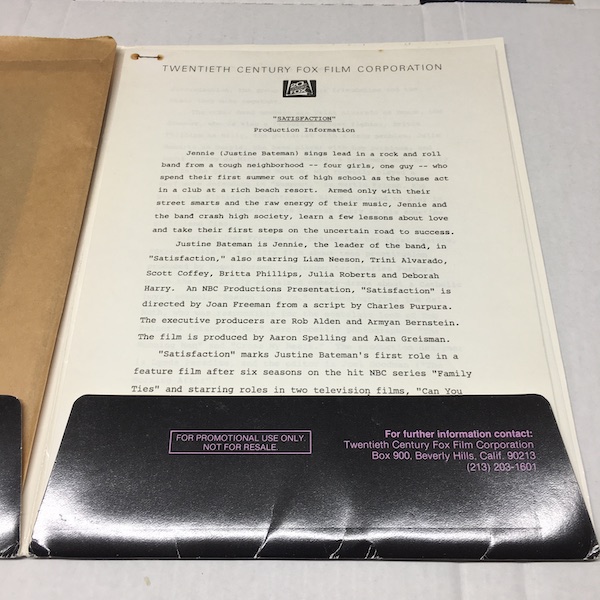 TWENTIETH CENTURY FOX FILM CORPORATION
20TH CENTURY FOX
"SATISFACTION"
Production Information
Jennie (Justine Bateman) sings lead in a rock and roll
band from a tough neighborhood -- four girls, one guy -- who
spend their first summer out of high school as the house act
in a club at a rich beach resort. Armed only with their
street smarts and the raw energy of their music, Jennie and
the band crash high society, learn a few lessons about love
and take their first steps on the uncertain road to success.
Justine Bateman is Jennie, the leader of the band, in
"Satisfaction," also starring Liam Neeson, Trini Alvarado,
Scott Coffey, Britta Phillips, Julia Roberts and Deborah
Harry. An NBC Productions Presentation, "Satisfaction" is
directed by Joan Freeman from a script by Charles Purpura.
The executive producers are Rob Alden and Armyan Bernstein.
The film is produced by Aaron Spelling and Alan Greisman.
"Satisfaction" marks Justine Bateman's first role in a
feature film after six seasons on the hit NBC series "Family
Ties" and starring roles in two television films, "Can You
FOR PROMOTIONAL USE ONLY.
NOT FOR RESALE.
For further information contact:
Twentieth Century Fox Film Corporation
Box 900, Beverly Hills, Calif. 90213
(213) 203-1601